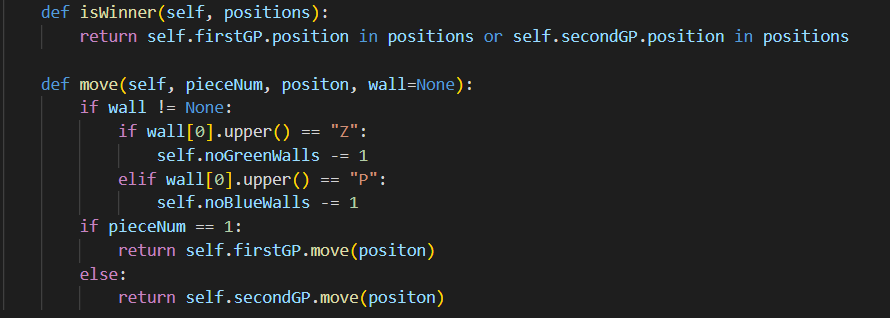 def isWinner(self, positions):
    return self.firstGP.position in positions or self.secondGP.position in positions

def move(self, pieceNum, positon, wall=None):
    if wall != None:
        if wall[0].upper() == "Z":
            self.noGreenWalls -= 1
        elif wall[0].upper() == "P":
            self.noBlueWalls -= 1
    if pieceNum == 1:
        return self.firstGP.move(positon)
    else:
        return self.secondGP.move(positon)